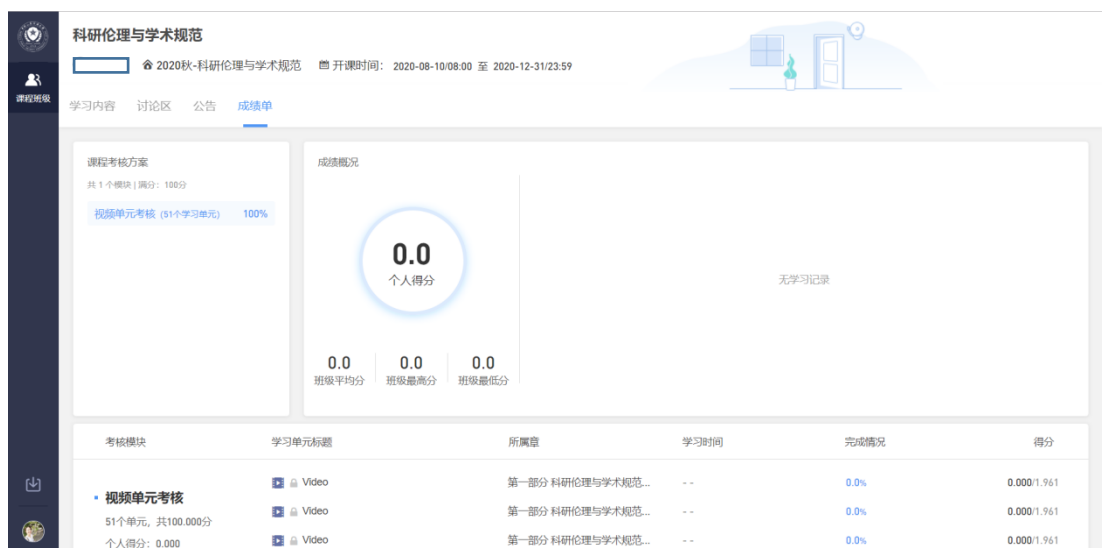 科研伦理与学术规范
2020秋-科研伦理与学术规范 开课时间： 2020-08-10/08:00 至 2020-12-31/23:59
课程班级
学习内容 讨论区 公告 成绩单
课程考核方案
共 1 个模块 | 满分：100分
视频单元考核 (51个学习单元) 100%
成绩概况
0.0
个人得分
无学习记录
0.0 0.0 0.0
班级平均分 班级最高分 班级最低分
考核模块 学习单元标题 所属章 学习时间 完成情况 得分
Video 第一部分 科研伦理与学术规范... - - 0.0% 0.000/1.961
视频单元考核
51个单元，共100.000分
个人得分：0.000
Video 第一部分 科研伦理与学术规范... - - 0.0% 0.000/1.961
Video 第一部分 科研伦理与学术规范... - - 0.0% 0.000/1.961